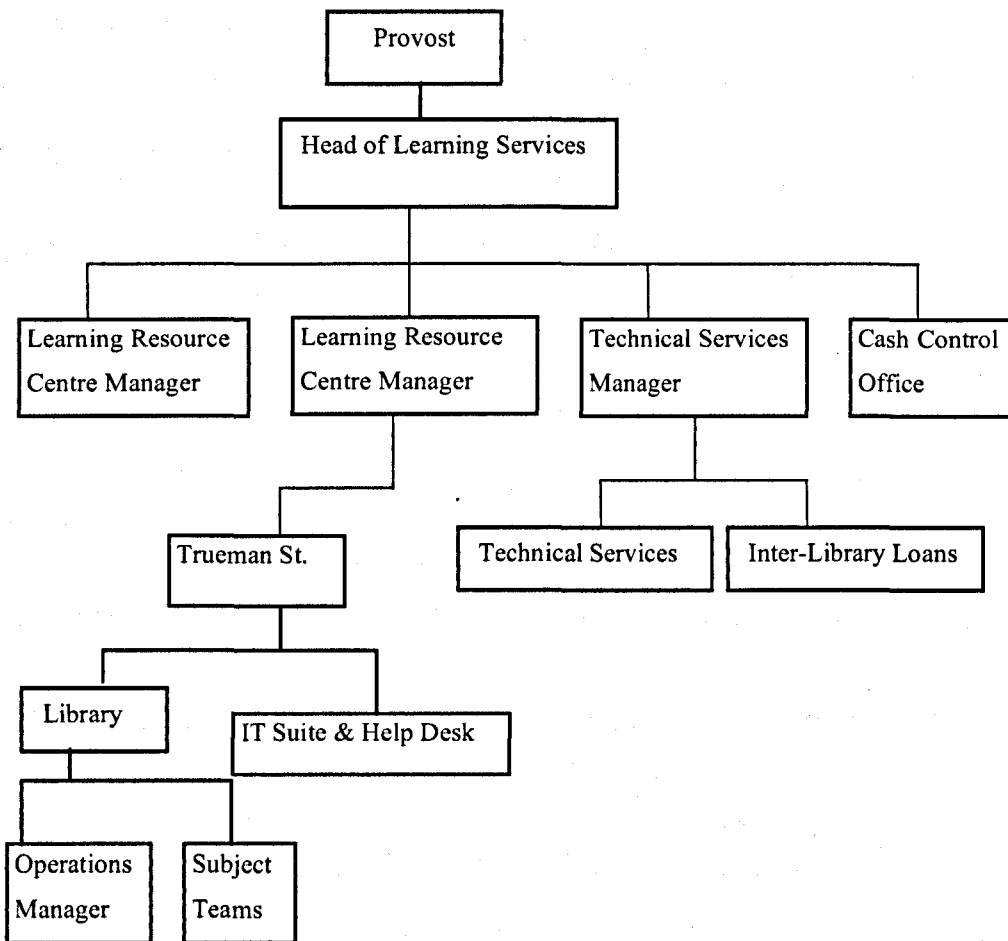 Provost
Head of Learning Services
Learning Resource
Centre Manager
Learning Resource
Centre Manager
Technical Services
Manager
Cash Control
Office
Trueman St.
Technical Services
Inter-Library Loans
Library
IT Suite & Help Desk
Operations
Manager
Subject
Teams